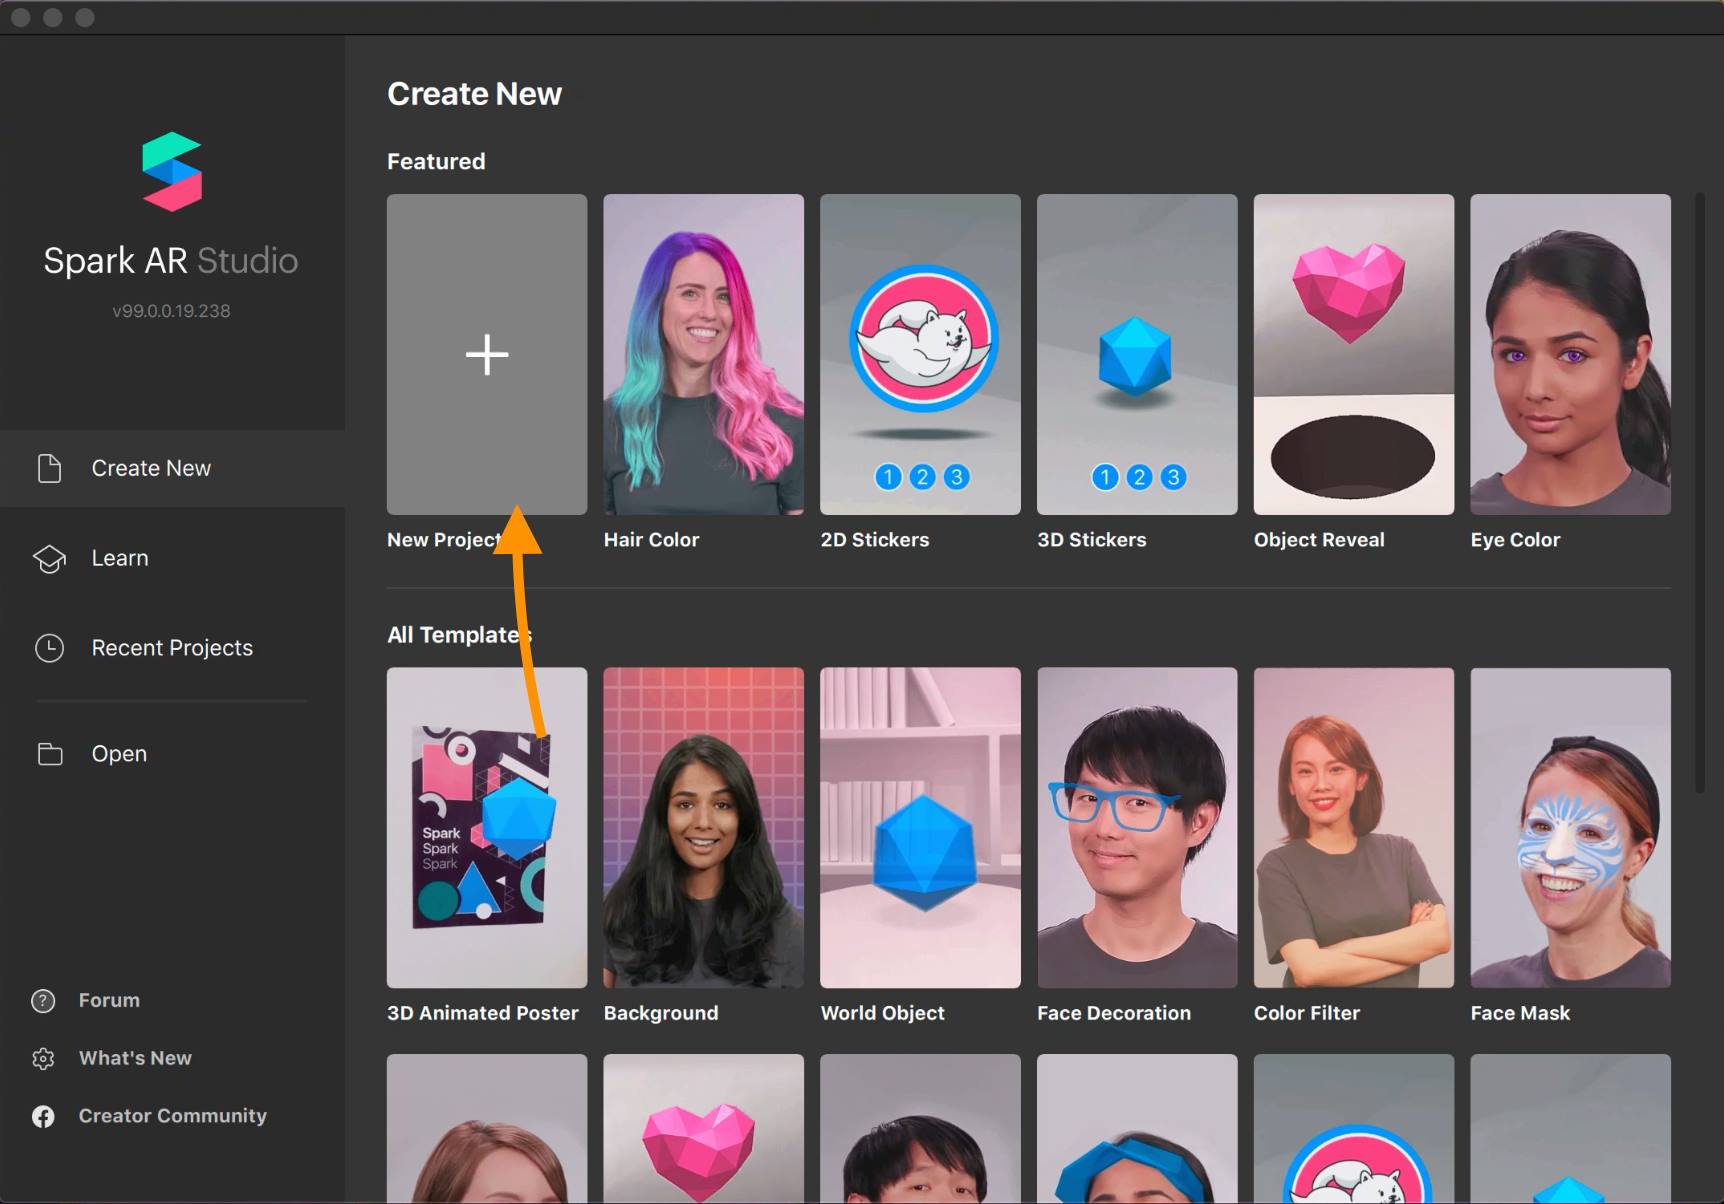 Spark AR Studio
v99.0.0.19.238
Create New
Learn
Recent Projects
Open
Forum
What's New
Creator Community
Create New
Featured
1 2 3
1 2 3
New Project
Hair Color
2D Stickers
3D Stickers
Object Reveal
Eye Color
All Templates
Spark
Spark
Spark
3D Animated Poster
Background
World Object
Face Decoration
Color Filter
Face Mask